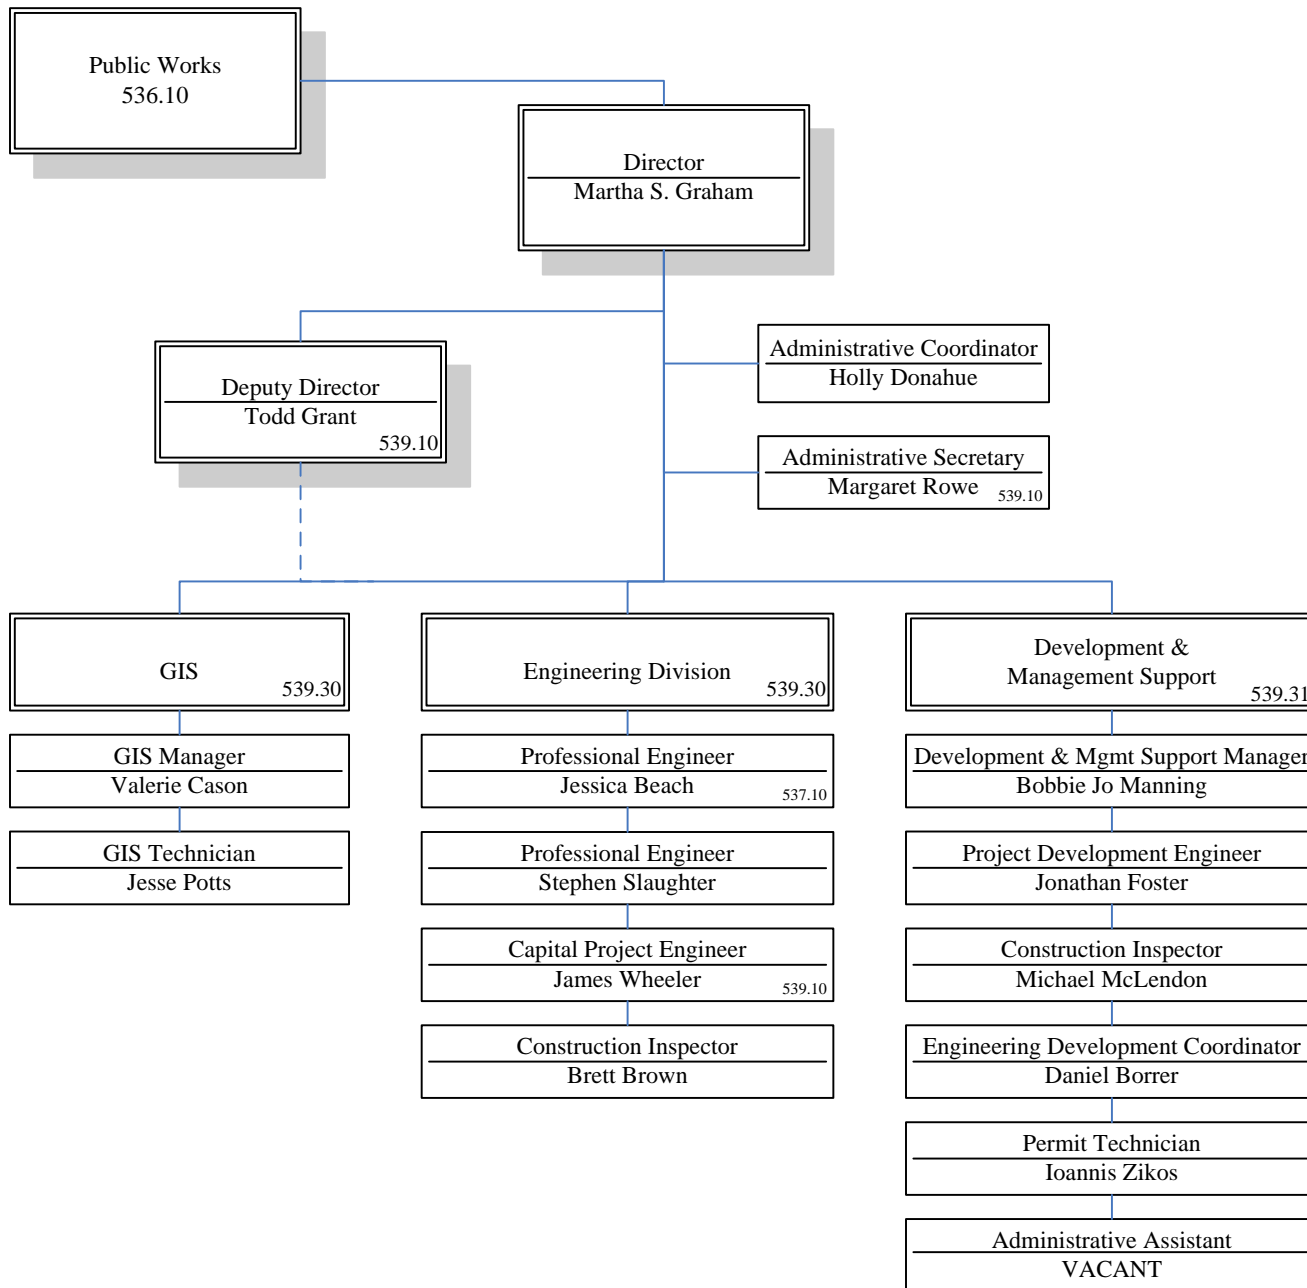 Public Works
536.10
Director
Martha S. Graham
Deputy Director
Todd Grant
539.10
Administrative Coordinator
Holly Donahue
Administrative Secretary
Margaret Rowe
539.10
GIS
539.30
GIS Manager
Valerie Cason
GIS Technician
Jesse Potts
Engineering Division
539.30
Professional Engineer
Jessica Beach
537.10
Professional Engineer
Stephen Slaughter
Capital Project Engineer
James Wheeler
539.10
Construction Inspector
Brett Brown
Development &
Management Support
539.31
Development & Mgmt Support Manager
Bobbie Jo Manning
Project Development Engineer
Jonathan Foster
Construction Inspector
Michael McLendon
Engineering Development Coordinator
Daniel Borrer
Permit Technician
Ioannis Zikos
Administrative Assistant
VACANT